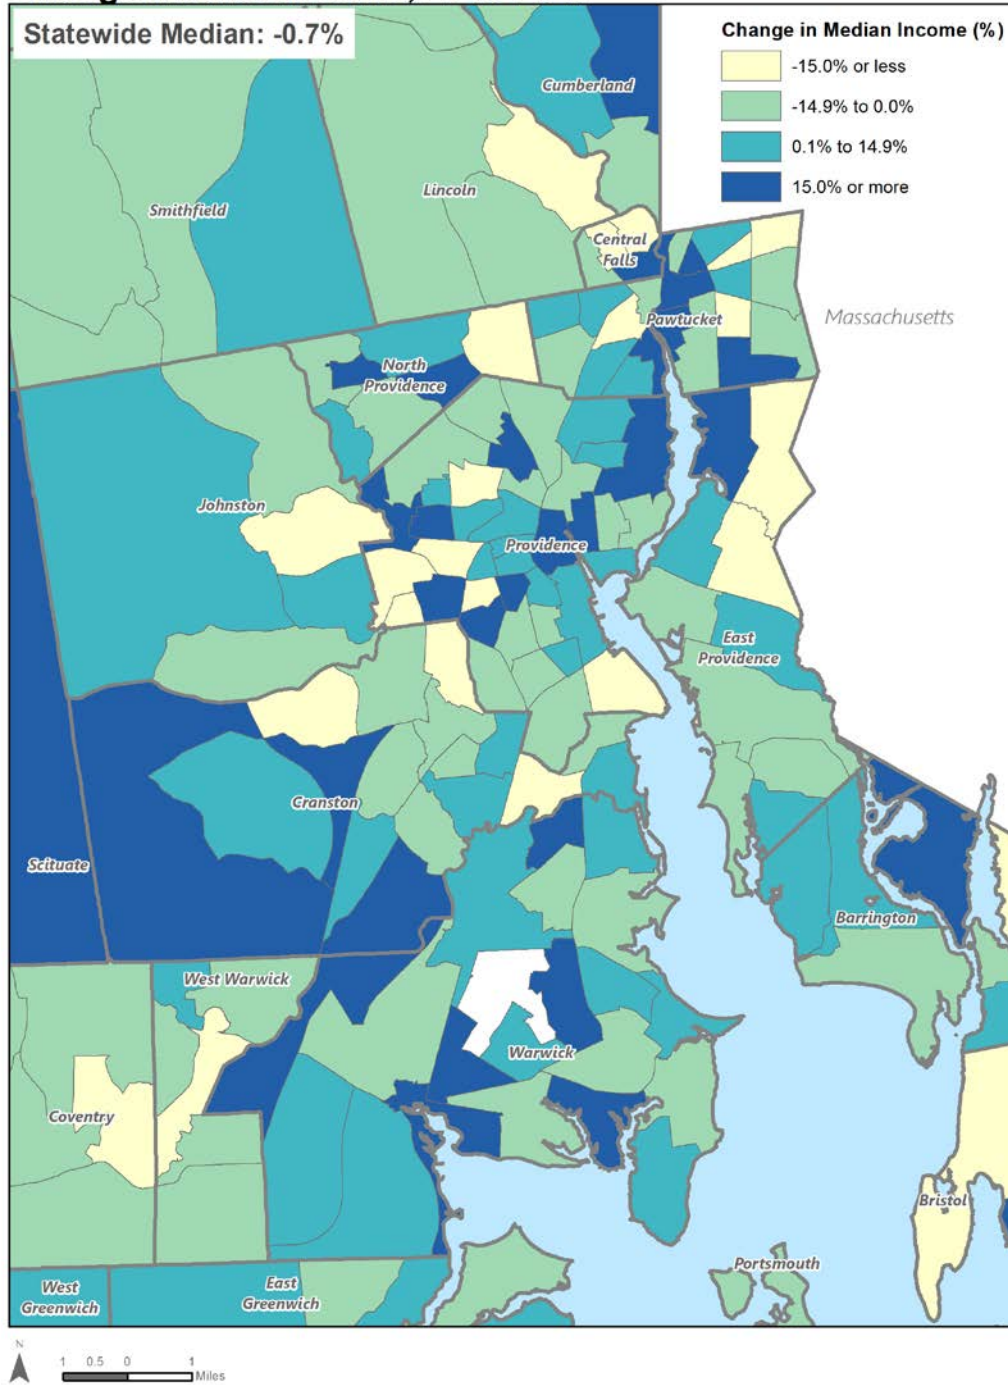 Statewide Median: -0.7%
Change in Median Income (%)
-15.0% or less
-14.9% to 0.0%
0.1% to 14.9%
15.0% or more
Cumberland
Smithfield
Lincoln
Central
Falls
Pawtucket
Massachusetts
North
Providence
Johnston
Providence
East
Providence
Cranston
Scituate
Barrington
West Warwick
Warwick
Coventry
Bristol
Portsmouth
West
Greenwich
East
Greenwich
N
1 0.5 0 1
Miles